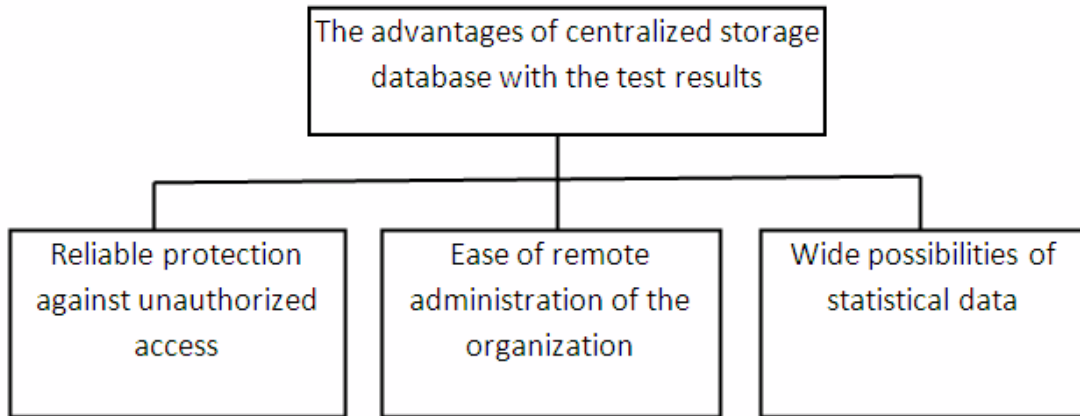 The advantages of centralized storage
database with the test results
Reliable protection
against unauthorized
access
Ease of remote
administration of the
organization
Wide possibilities of
statistical data